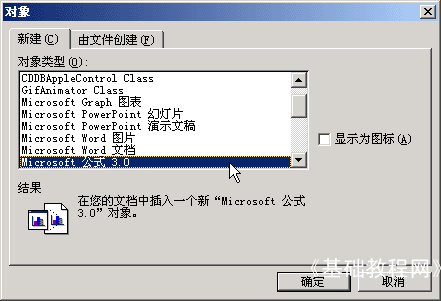 对象
新建(C)
由文件创建(F)
对象类型(O):
CDDBAppleControl Class
GifAnimator Class
Microsoft Graph 图表
Microsoft PowerPoint 幻灯片
Microsoft PowerPoint 演示文稿
Microsoft Word 图片
Microsoft Word 文档
Microsoft 公式 3.0
显示为图标(A)
结果
在您的文档中插入一个新“Microsoft 公式
3.0”对象。
《基础教程网》
确定
取消